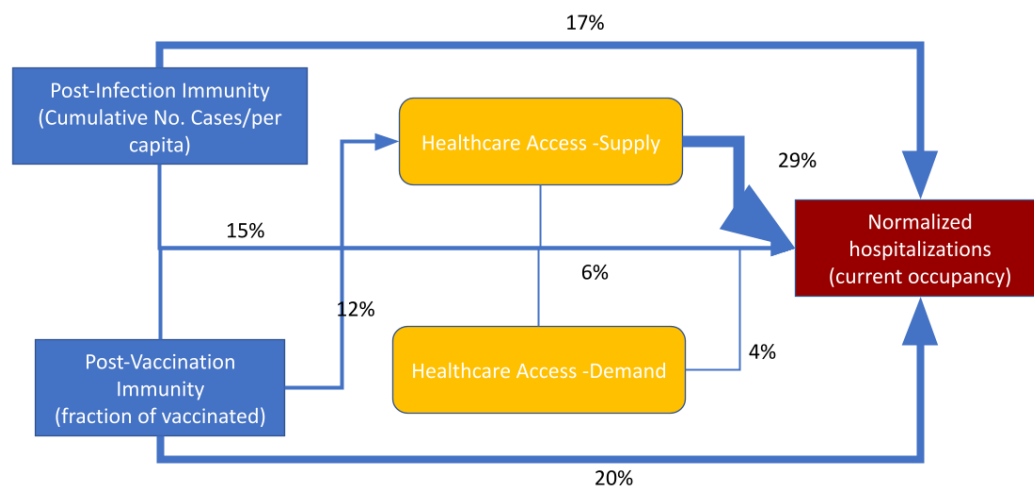 17%
Post-Infection Immunity
(Cumulative No. Cases/per
capita)
Healthcare Access -Supply
29%
Normalized
hospitalizations
(current occupancy)
15%
6%
12%
Post-Vaccination
Immunity
(fraction of vaccinated)
Healthcare Access -Demand
4%
20%